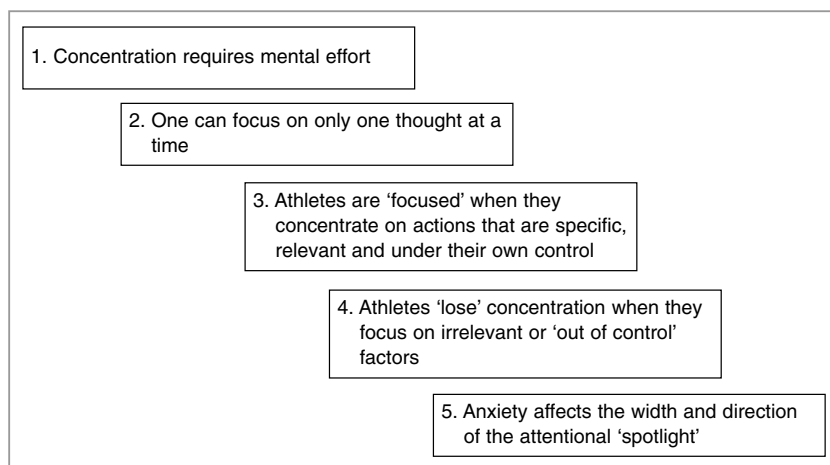 1. Concentration requires mental effort
2. One can focus on only one thought at a
time
3. Athletes are ‘focused’ when they
concentrate on actions that are specific,
relevant and under their own control
4. Athletes ‘lose’ concentration when they
focus on irrelevant or ‘out of control’
factors
5. Anxiety affects the width and direction
of the attentional ‘spotlight’